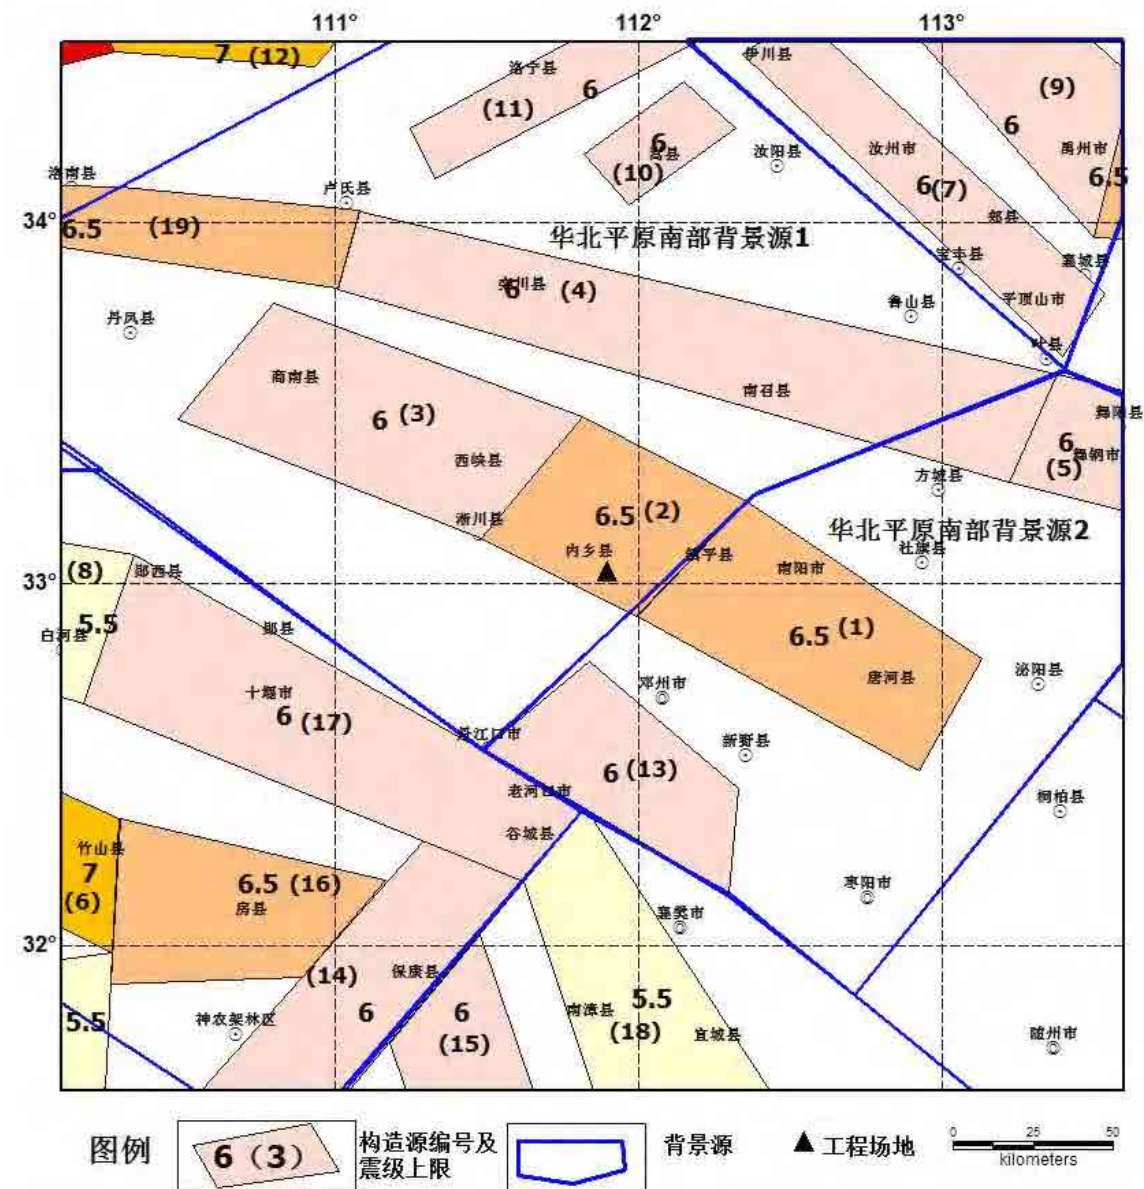 111° 112° 113°
7 (12)
洛宁县
6
(11)
伊川县
(9)
6
6
嵩县
(10)
汝阳县
汝州市
禹州市
6(7)
6.5
洛南县
卢氏县
郏县
34°
6.5 (19)
华北平原南部背景源1
宝丰县
襄城县
栾川县
6 (4)
鲁山县
平顶山市
丹凤县
叶县
商南县
南召县
舞阳县
6 (3)
6
舞钢市
(5)
西峡县
方城县
淅川县
6.5 (2)
华北平原南部背景源2
社旗县
内乡县
镇平县
南阳市
33°
(8)
郧西县
5.5
白河县
郧县
6.5 (1)
唐河县
泌阳县
十堰市
6 (17)
邓州市
丹江口市
新野县
6 (13)
老河口市
桐柏县
谷城县
竹山县
7
(6)
6.5 (16)
房县
枣阳市
襄樊市
32°
(14)
保康县
6
6
(15)
5.5
南漳县
5.5
(18)
宜城县
神农架林区
随州市
图例
6 (3)
构造源编号及
震级上限
背景源
工程场地
0 25 50
kilometers